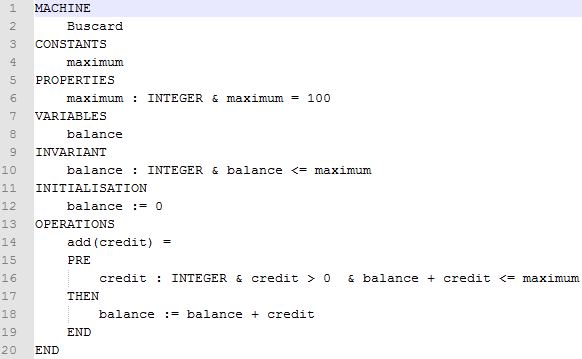 1 MACHINE
2 Buscard
3 CONSTANTS
4 maximum
5 PROPERTIES
6 maximum : INTEGER & maximum = 100
7 VARIABLES
8 balance
9 INVARIANT
10 balance : INTEGER & balance <= maximum
11 INITIALISATION
12 balance := 0
13 OPERATIONS
14 add(credit) =
15 PRE
16 credit : INTEGER & credit > 0 & balance + credit <= maximum
17 THEN
18 balance := balance + credit
19 END
20 END